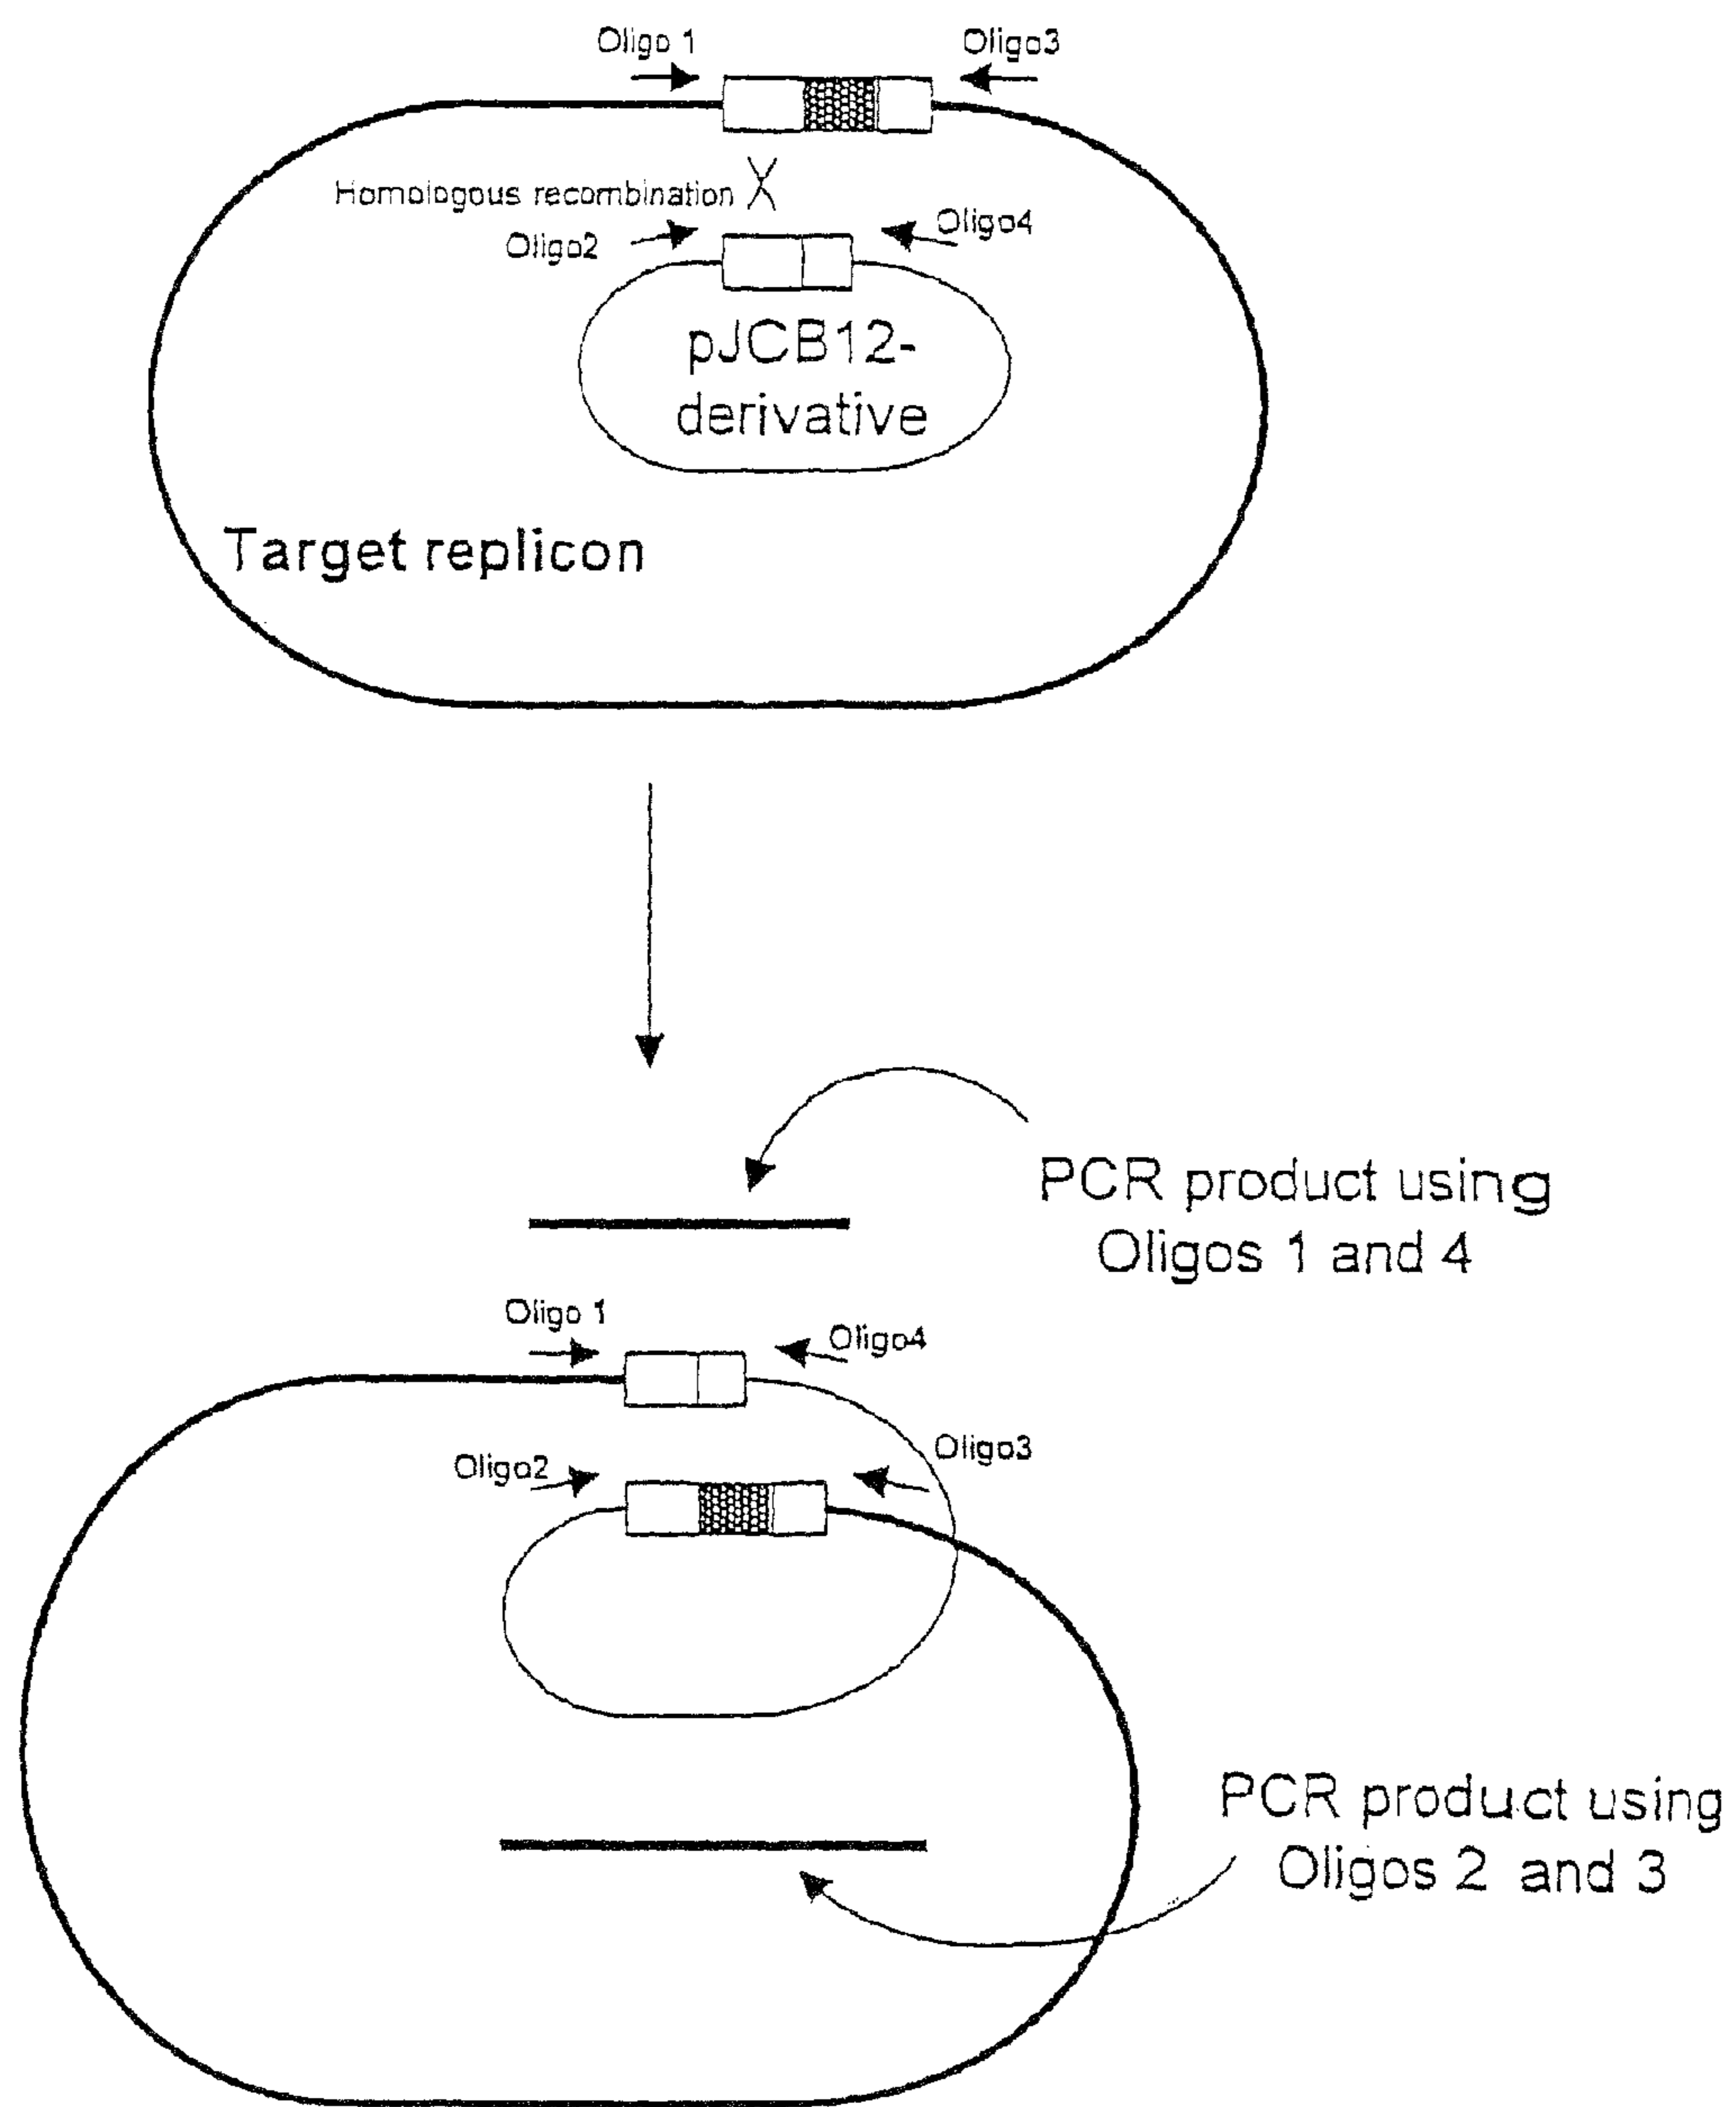 Oligo 1
Oligo3
Homologous recombination
Oligo2
Oligo4
pJCB12-
derivative
Target replicon
PCR product using
Oligos 1 and 4
Oligo 1
Oligo4
Oligo2
Oligo3
PCR product using
Oligos 2 and 3